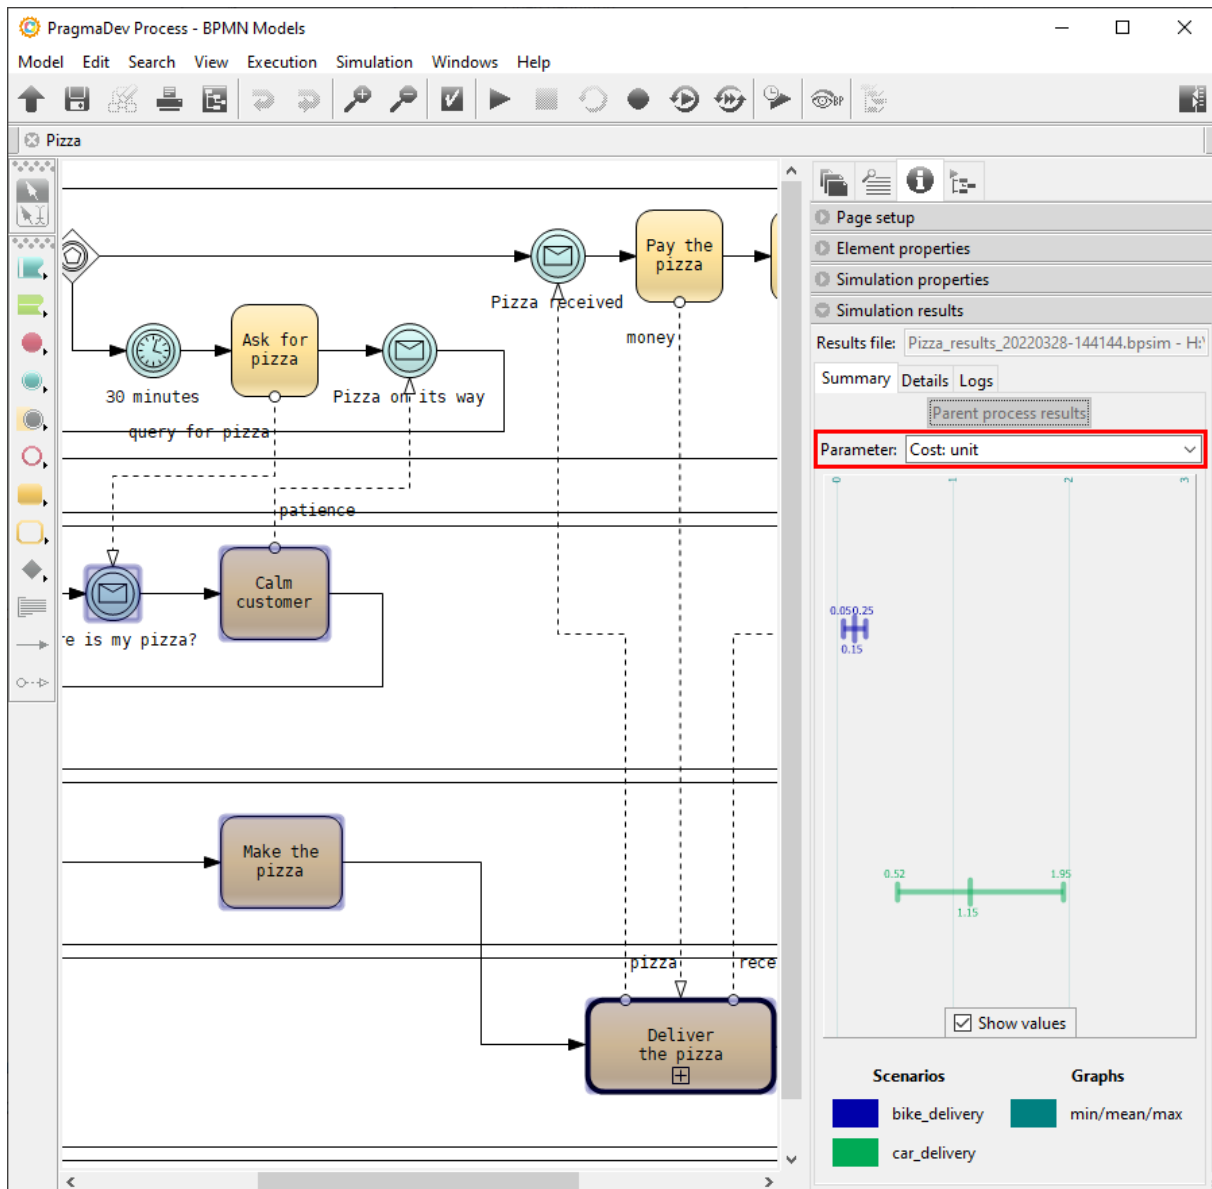 PragmaDev Process - BPMN Models
Model Edit Search View Execution Simulation Windows Help
BP
Pizza
Pay the
pizza
Pizza received
money
Ask for
pizza
30 minutes
Pizza on its way
query for pizza
patience
Calm
customer
re is my pizza?
Make the
pizza
pizza
rece
Deliver
the pizza
Page setup
Element properties
Simulation properties
Simulation results
Results file: Pizza_results_20220328-144144.bpsim - H:\
Summary Details Logs
Parent process results
Parameter: Cost: unit
0 1 2 3
0.05 0.25
0.15
0.52 1.95
1.15
Show values
Scenarios Graphs
bike_delivery min/mean/max
car_delivery